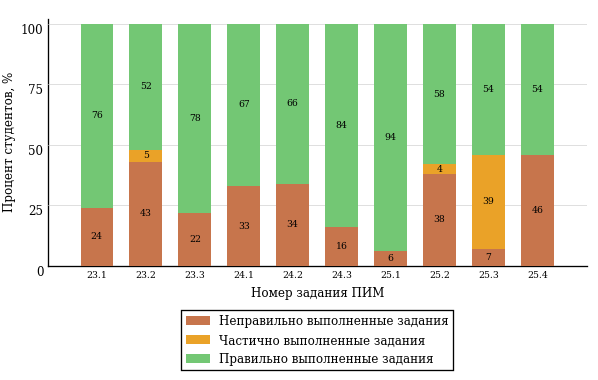 100
75
50
25
0
Процент студентов, %
76 52 78 67 66 84 94 58 54 54
5 4 39
24 43 22 33 34 16 6 38 7 46
23.1 23.2 23.3 24.1 24.2 24.3 25.1 25.2 25.3 25.4
Номер задания ПИМ
Неправильно выполненные задания
Частично выполненные задания
Правильно выполненные задания